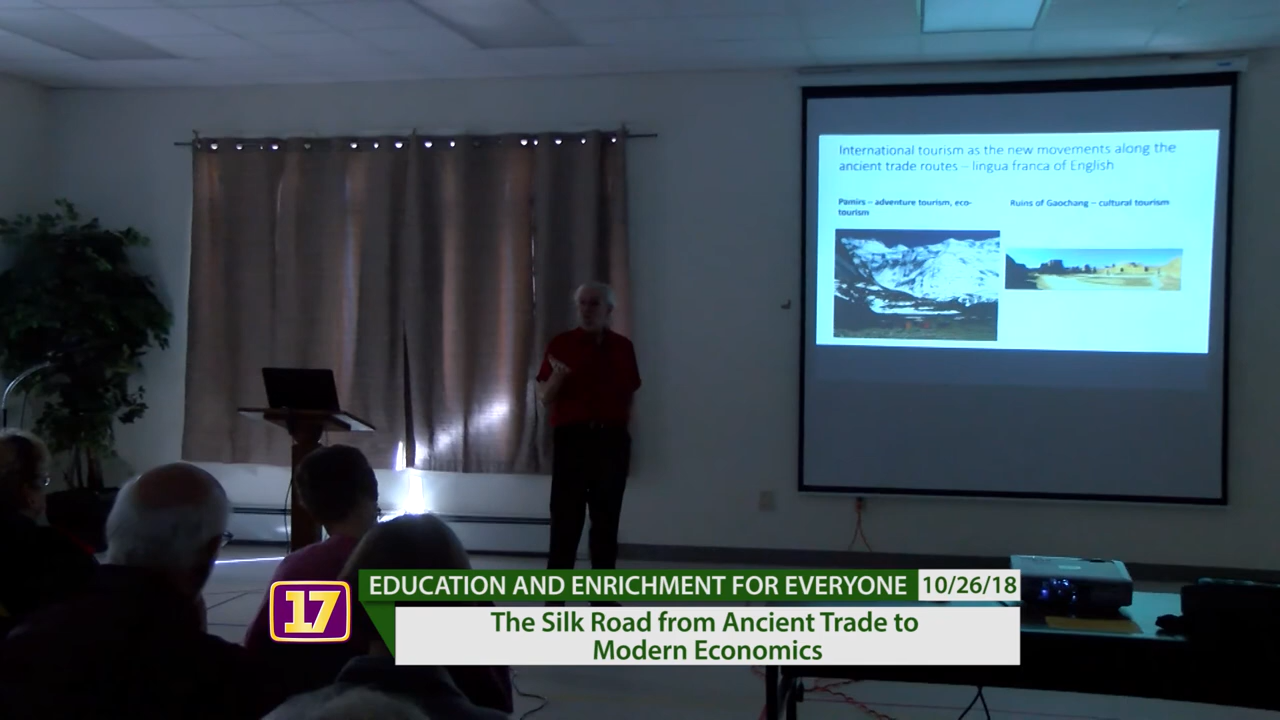 International tourism as the new movements along the
ancient trade routes – lingua franca of English
Pamirs – adventure tourism, eco-
tourism
Ruins of Gaochang – cultural tourism
17
EDUCATION AND ENRICHMENT FOR EVERYONE
10/26/18
The Silk Road from Ancient Trade to
Modern Economics